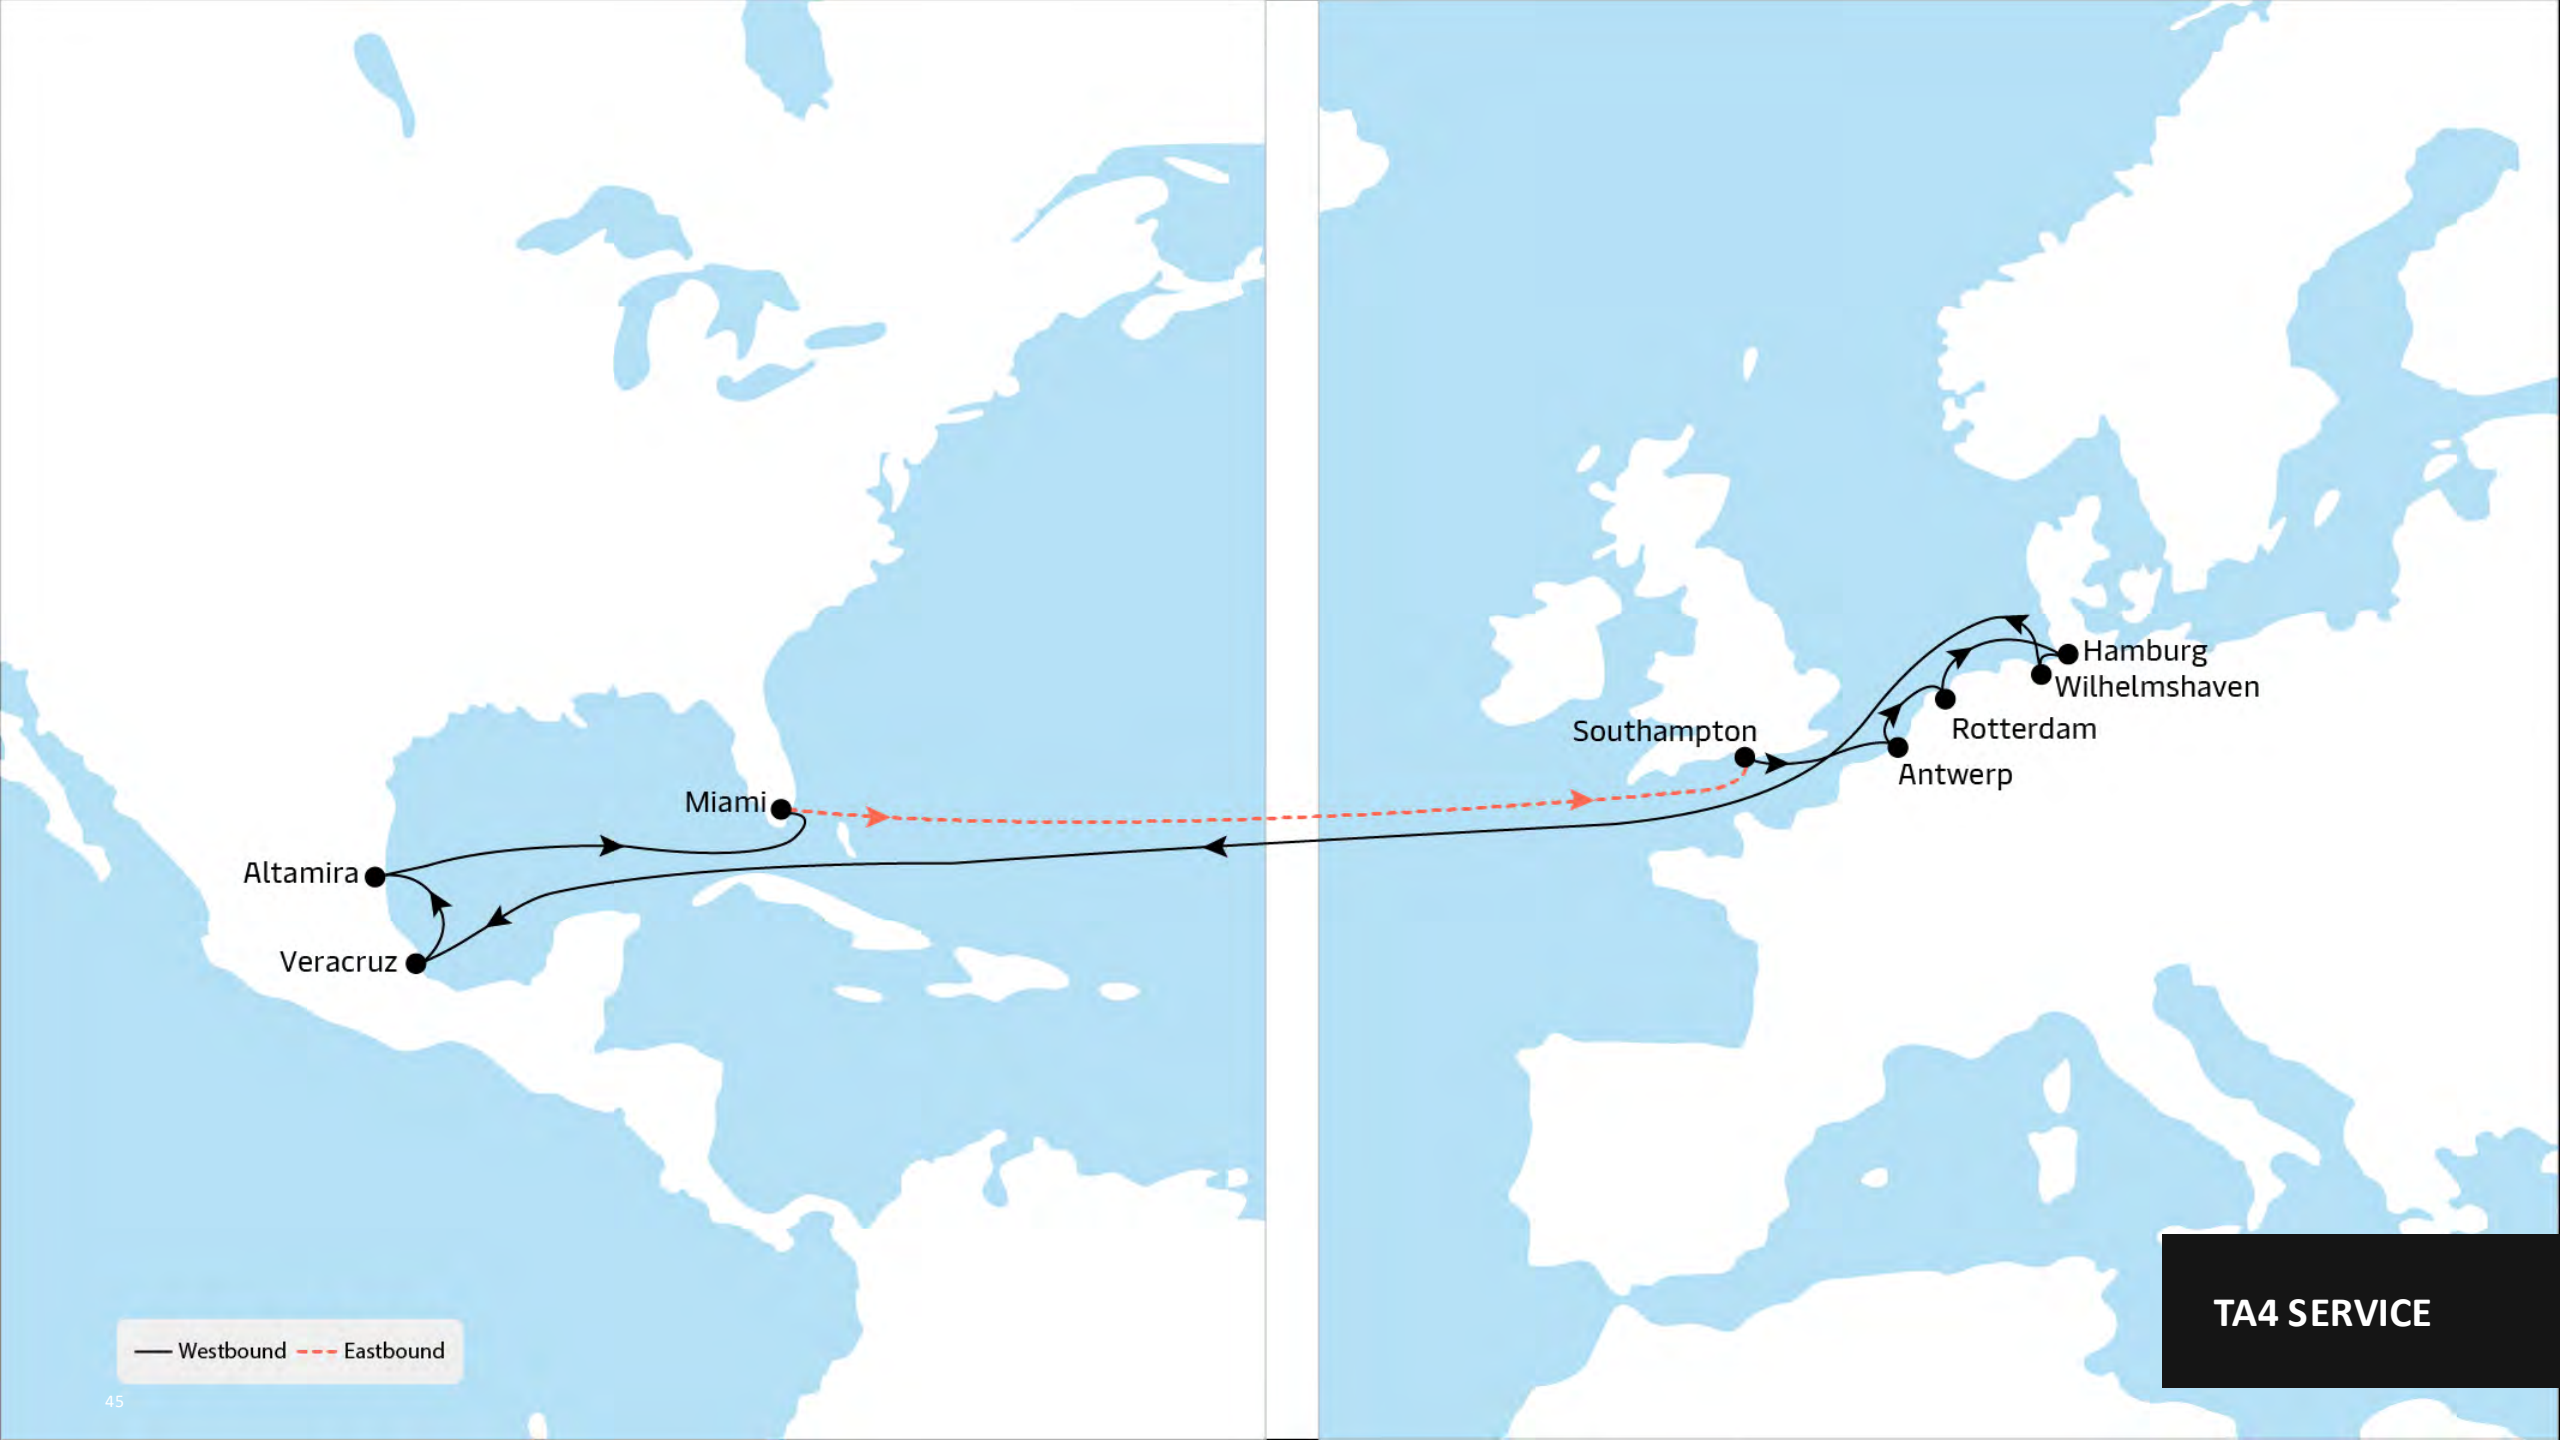 Hamburg
Wilhelmshaven
Southampton
Rotterdam
Antwerp
Miami
Altamira
Veracruz
TA4 SERVICE
Westbound Eastbound
45